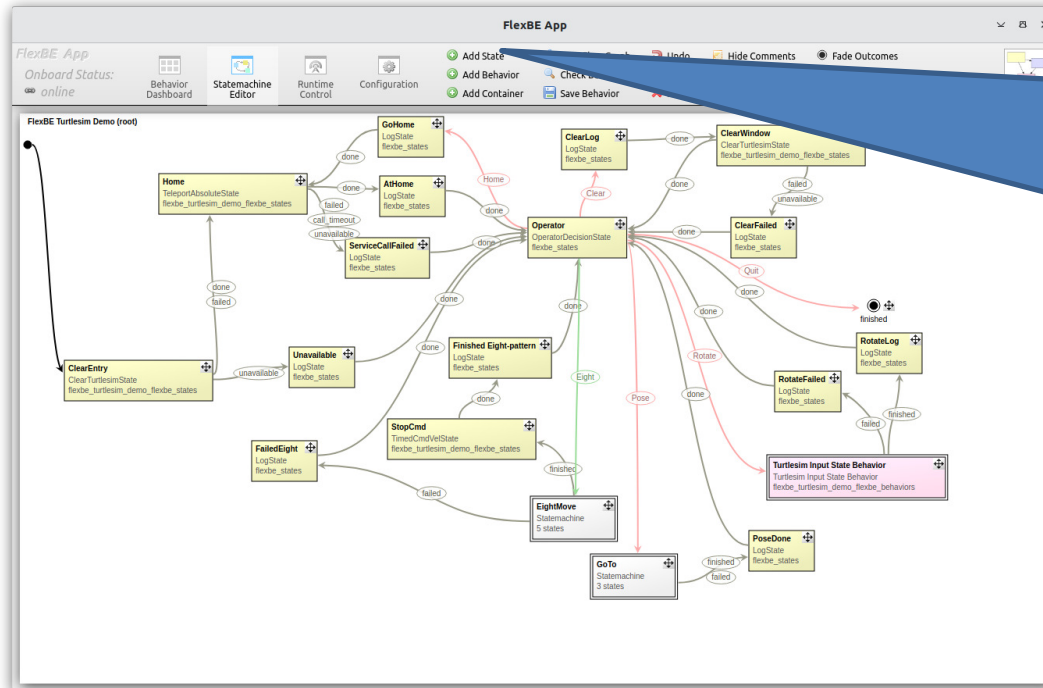 FlexBE App
FlexBE App
Onboard Status:
online
Behavior
Dashboard
Statemachine
Editor
Runtime
Control
Configuration
Add State
Add Behavior
Add Container
Save Behavior
Undo
Hide Comments
Fade Outcomes
FlexBE Turtlesim Demo (root)
GoHome
LogState
flexbe_states
done
Home
ClearLog
LogState
flexbe_states
done
Clear
ClearWindow
ClearTurtlesimState
flexbe_turtlesim_demo_flexbe_states
done
failed
unavailable
Home
TeleportAbsoluteState
flexbe_turtlesim_demo_flexbe_states
done
failed
call_timeout
unavailable
AtHome
LogState
flexbe_states
done
ServiceCallFailed
LogState
flexbe_states
done
Operator
OperatorDecisionState
flexbe_states
ClearFailed
LogState
flexbe_states
done
Quit
done
finished
done
failed
done
done
done
done
RotateLog
LogState
flexbe_states
Unavailable
LogState
flexbe_states
Finished Eight-pattern
LogState
flexbe_states
Rotate
ClearEntry
ClearTurtlesimState
flexbe_turtlesim_demo_flexbe_states
unavailable
Eight
RotateFailed
LogState
flexbe_states
done
Pose
done
finished
failed
StopCmd
TimedCmdVelState
flexbe_turtlesim_demo_flexbe_states
FailedEight
LogState
flexbe_states
finished
failed
Turtlesim Input State Behavior
Turtlesim Input State Behavior
flexbe_turtlesim_demo_flexbe_behaviors
EightMove
Statemachine
5 states
PoseDone
LogState
flexbe_states
GoTo
Statemachine
3 states
finished
failed